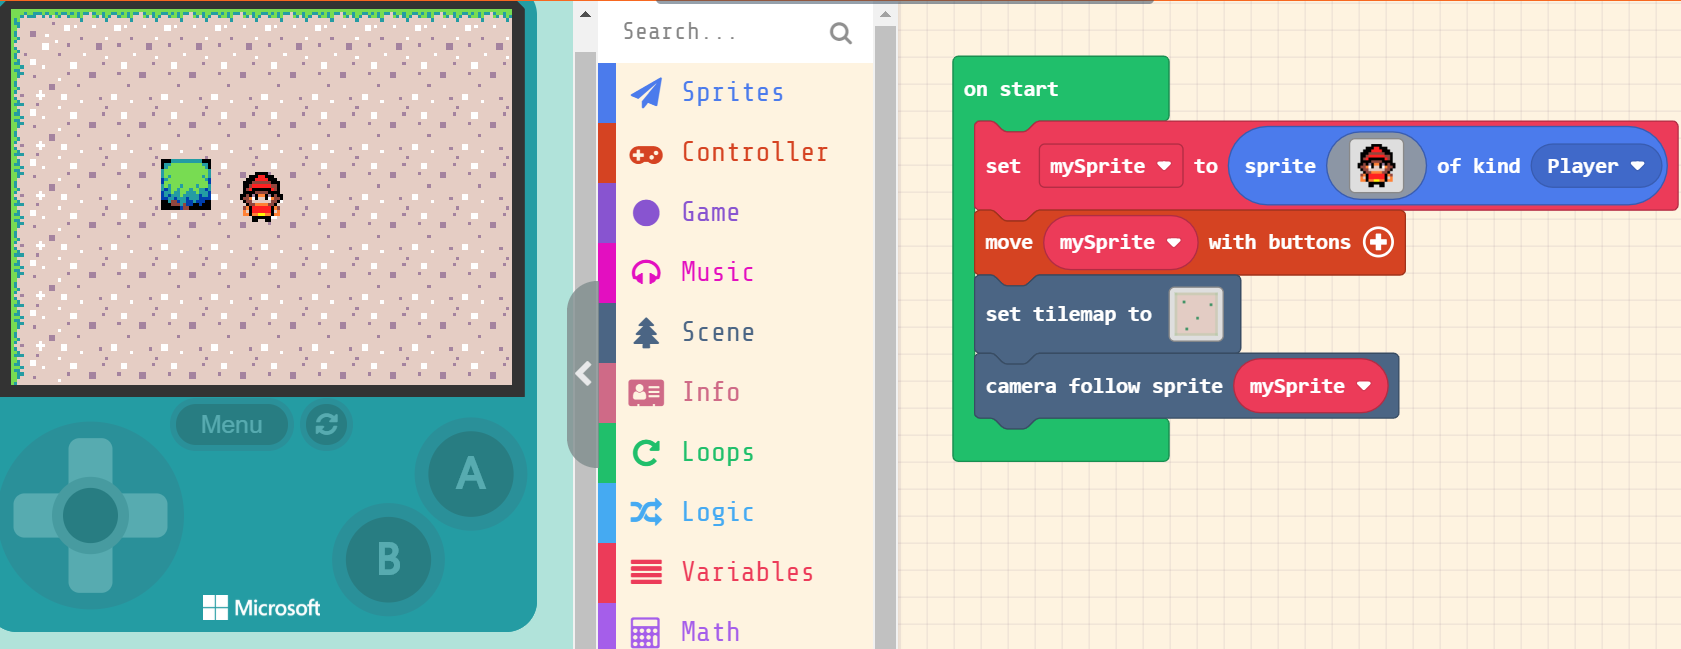 Menu
A
B
Microsoft
Search...
Sprites
Controller
Game
Music
Scene
Info
Loops
Logic
Variables
Math
on start
set mySprite to sprite of kind Player
move mySprite with buttons
set tilemap to
camera follow sprite mySprite